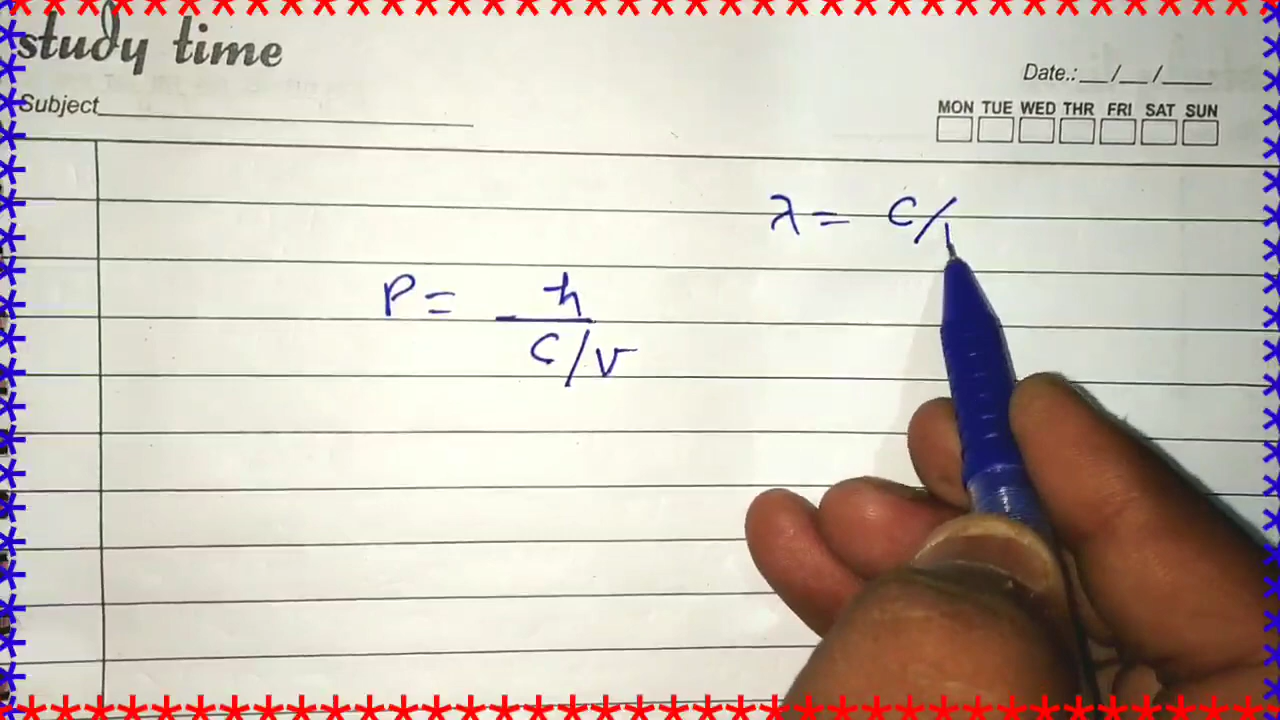 study time
Date.:__/__/____
Subject
MON TUE WED THR FRI SAT SUN
λ = C/
P = h
C/ν